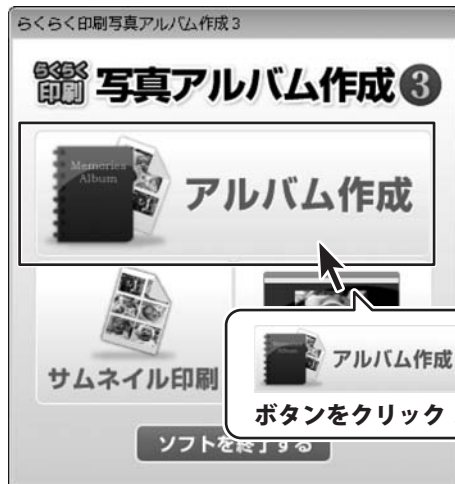 らくらく印刷写真アルバム作成3
らくらく
印刷 写真アルバム作成3
Memories
Album
アルバム作成
サムネイル印刷
アルバム作成
ボタンをクリック
ソフトを終了する